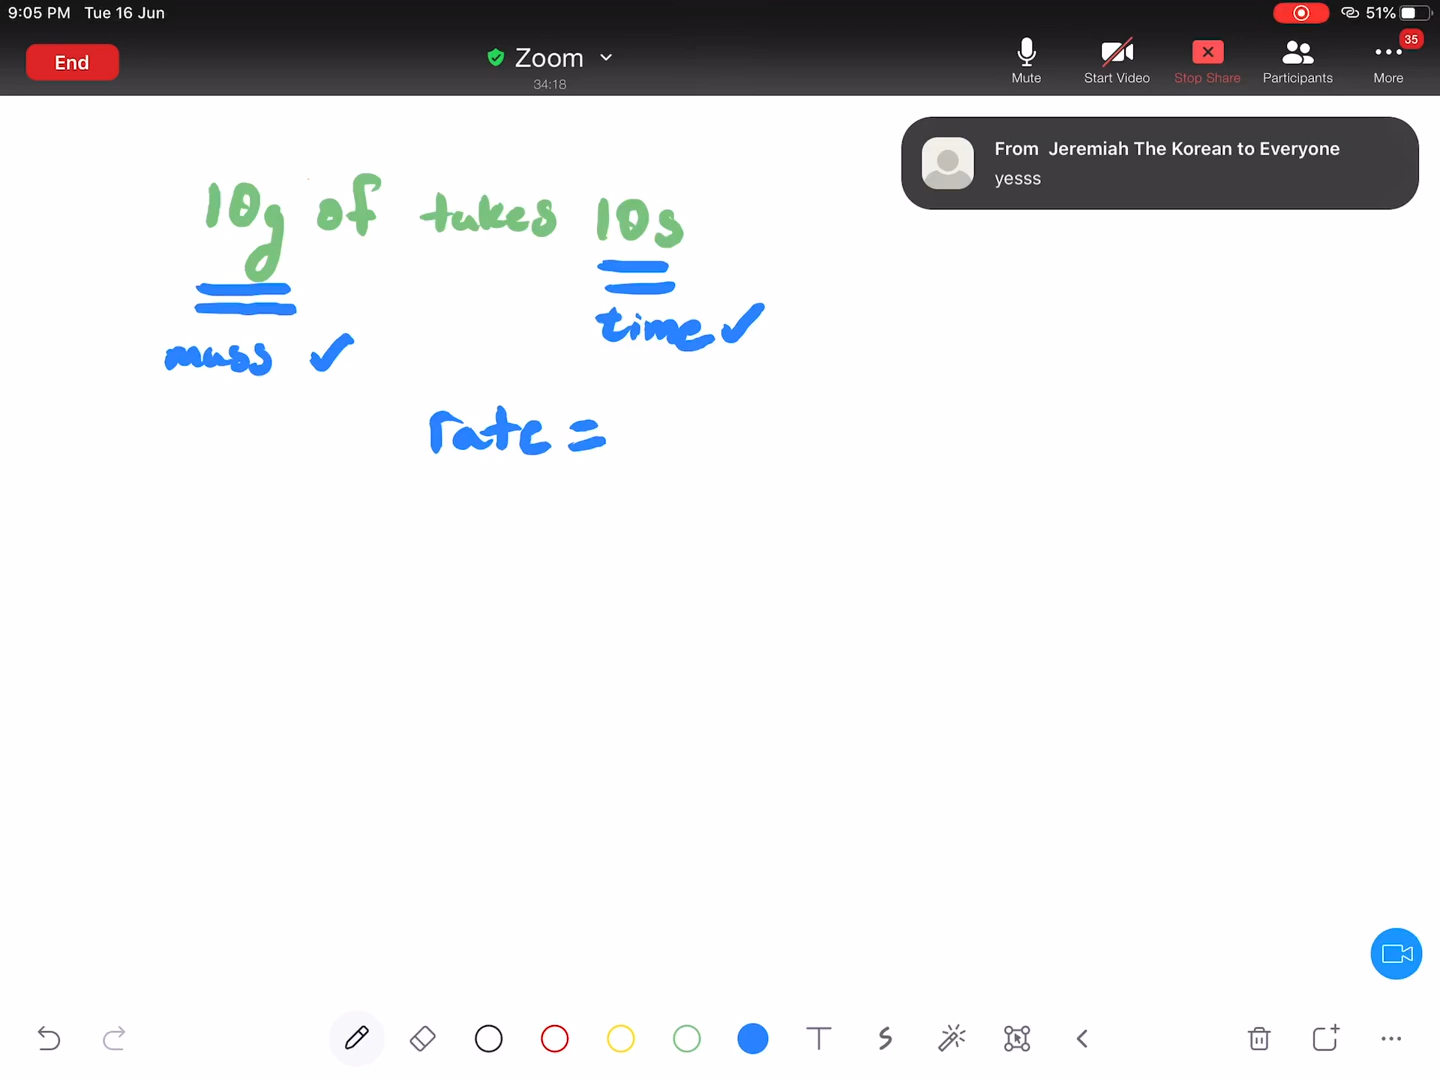 9:05 PM Tue 16 Jun
51%
End
Zoom
34:18
Mute
Start Video
Stop Share
Participants
35
More
From Jeremiah The Korean to Everyone
yesss
10g of takes 10s
time ✓
mass ✓
rate =